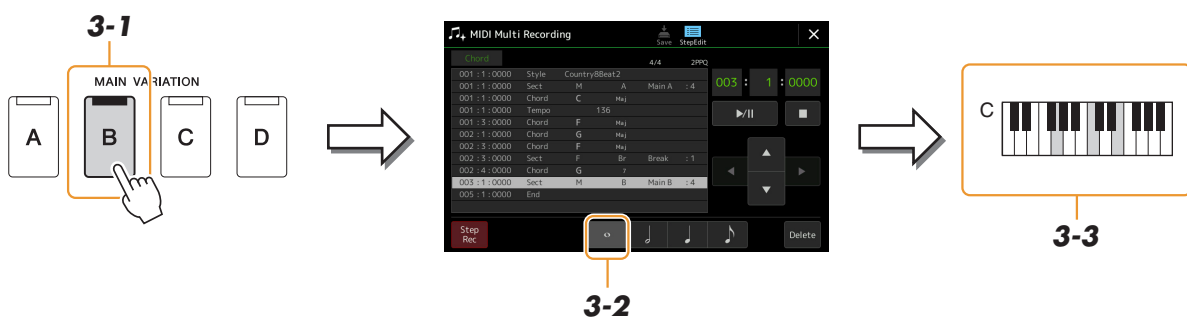 3-1
MAIN VARIATION
A B C D
MIDI Multi Recording Save StepEdit
Chord 4/4 2PPQ
001 : 1 : 0000 Style Country8Beat2
001 : 1 : 0000 Sect M A Main A : 4
001 : 1 : 0000 Chord C Maj
001 : 1 : 0000 Tempo 136
001 : 3 : 0000 Chord F Maj
002 : 1 : 0000 Chord G Maj
002 : 3 : 0000 Chord F Maj
002 : 3 : 0000 Sect F Br Break : 1
002 : 4 : 0000 Chord G 7
003 : 1 : 0000 Sect M B Main B : 4
005 : 1 : 0000 End
003 : 1 : 0000
Step
Rec
Delete
3-2
C
3-3